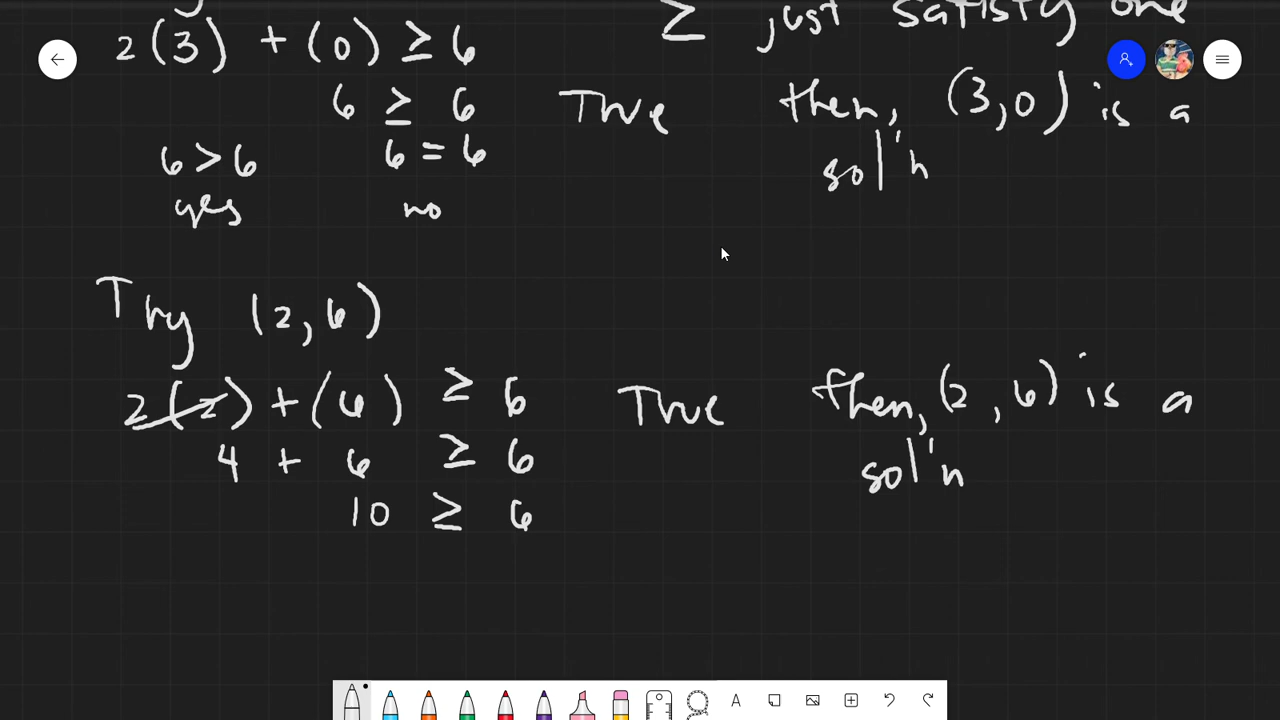 ≥ just satisfy one
2(3) + (0) ≥ 6
6 ≥ 6 True then, (3,0) is a
sol'n
6 > 6 6 = 6
yes no
Try (2,6)
2(2) + (6) ≥ 6 True then, (2,6) is a
sol'n
4 + 6 ≥ 6
10 ≥ 6
A